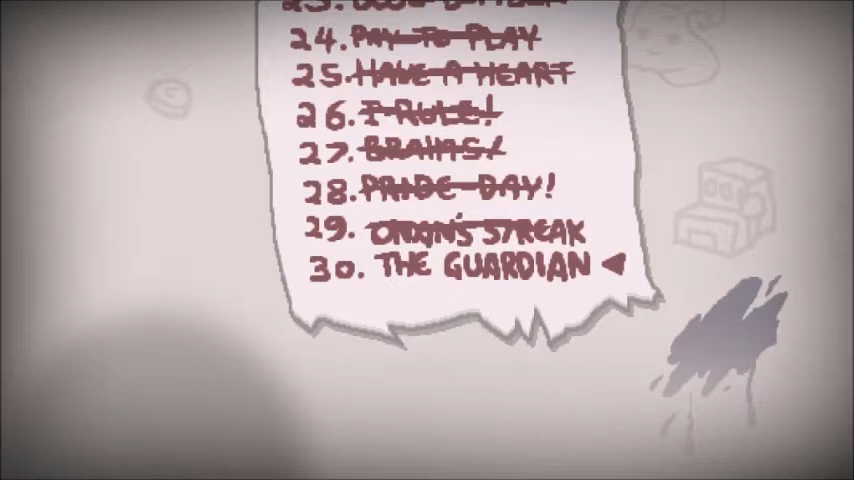 24. PAY TO PLAY
25. HAVE A HEART
26. I RULE!
27. BRAINS!
28. PRIDE DAY!
29. ONAN'S STREAK
30. THE GUARDIAN